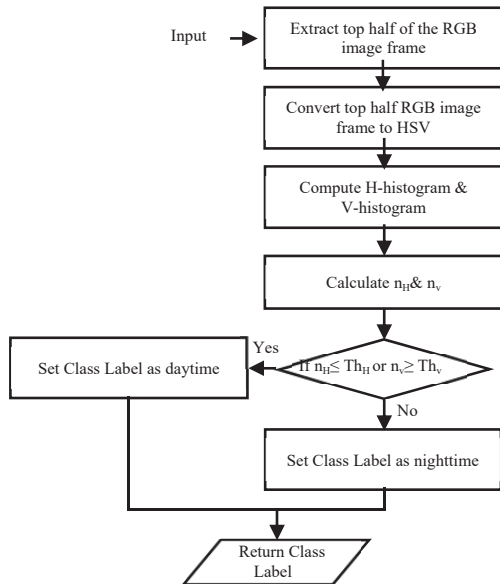 Input
Extract top half of the RGB
image frame
Convert top half RGB image
frame to HSV
Compute H-histogram &
V-histogram
Calculate nH& nv
If nH≤ ThH or nv≥ Thv
Yes
Set Class Label as daytime
No
Set Class Label as nighttime
Return Class
Label